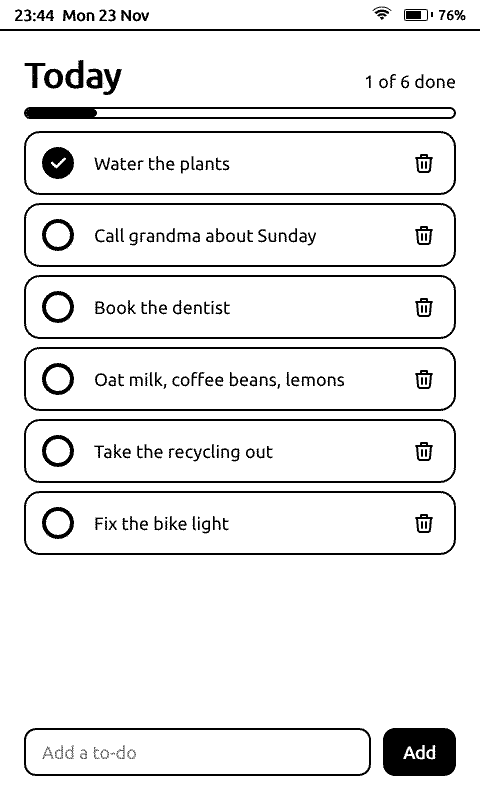 23:44 Mon 23 Nov 76%
Today 1 of 6 done
Water the plants
Call grandma about Sunday
Book the dentist
Oat milk, coffee beans, lemons
Take the recycling out
Fix the bike light
Add a to-do Add